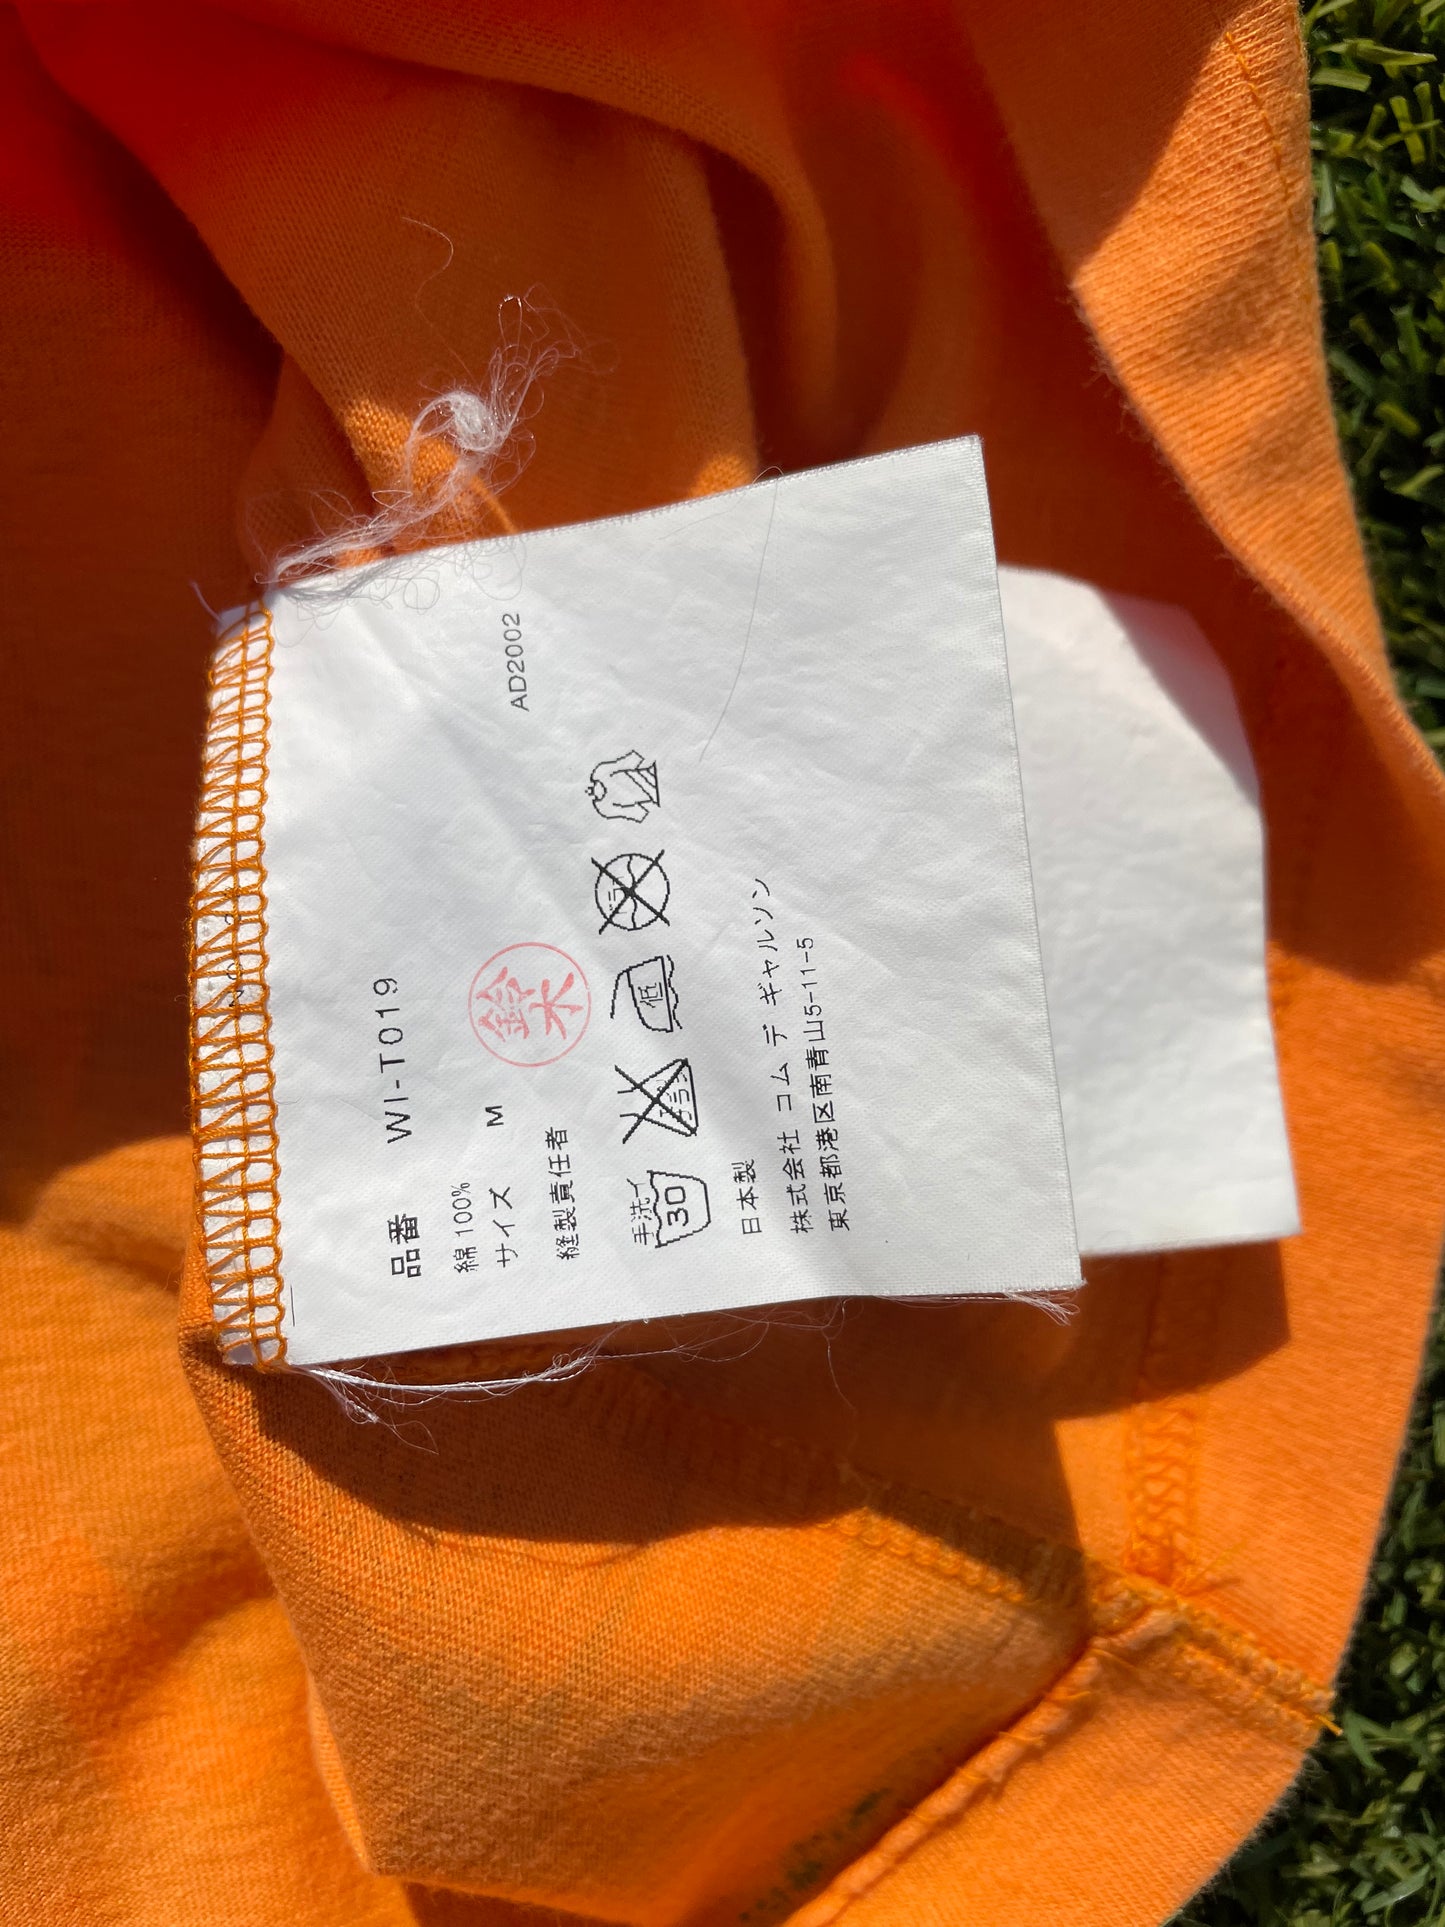 品番 WI-T019
綿 100%
サイズ M
縫製責任者 鈴木
手洗イ
30
低
日本製
株式会社 コム デ ギャルソン
東京都港区南青山5-11-5
AD2002